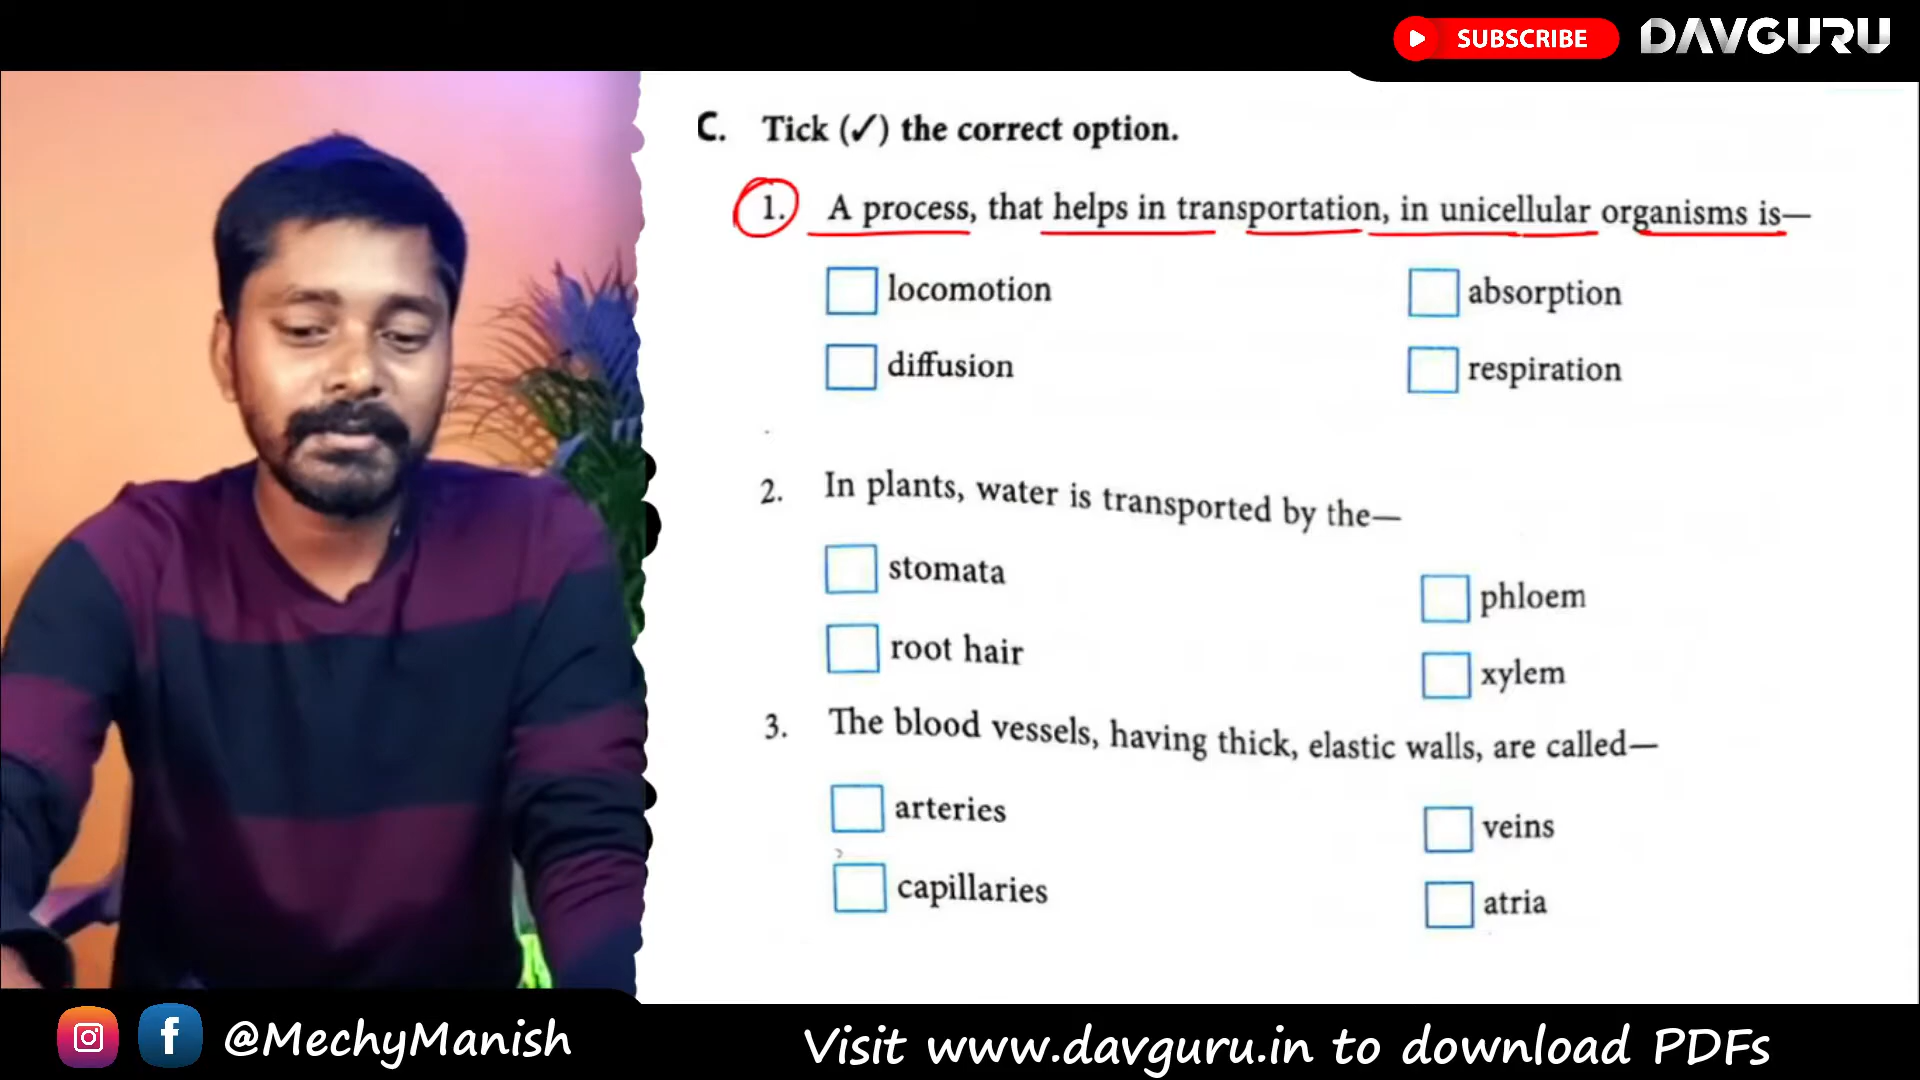 SUBSCRIBE DAVGURU
C. Tick (✓) the correct option.
1. A process, that helps in transportation, in unicellular organisms is—
locomotion absorption
diffusion respiration
2. In plants, water is transported by the—
stomata phloem
root hair xylem
3. The blood vessels, having thick, elastic walls, are called—
arteries veins
capillaries atria
@MechyManish Visit www.davguru.in to download PDFs